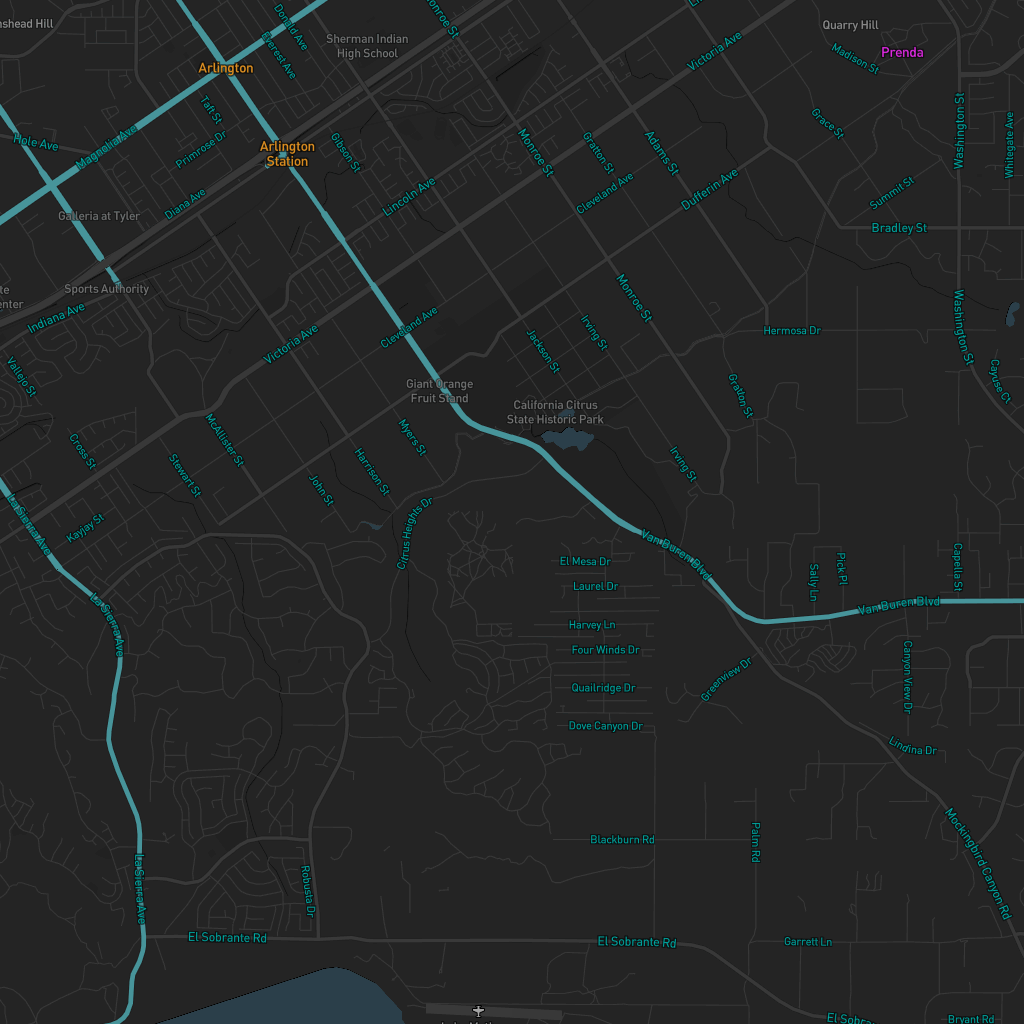 Donald Ave
Monroe St
Quarry Hill
Sherman Indian
High School
Everest Ave
Victoria Ave
Madison St
Prenda
Arlington
Taft St
Grace St
Washington St
Whitegate Ave
Hole Ave
Magnolia Ave
Primrose Dr
Arlington
Station
Gibson St
Monroe St
Gratton St
Adams St
Diana Ave
Lincoln Ave
Cleveland Ave
Dufferin Ave
Summit St
Galleria at Tyler
Bradley St
Sports Authority
Indiana Ave
Monroe St
Washington St
Victoria Ave
Cleveland Ave
Jackson St
Irving St
Hermosa Dr
Vallejo St
Giant Orange
Fruit Stand
Gratton St
Cayuse Ct
California Citrus
State Historic Park
Cross St
McAllister St
Myers St
Stewart St
Harrison St
Irving St
John St
La Sierra Ave
Kayjay St
Citrus Heights Dr
Van Buren Blvd
El Mesa Dr
Laurel Dr
Sally Ln
Pick Pl
Capella St
Van Buren Blvd
La Sierra Ave
Harvey Ln
Four Winds Dr
Greenview Dr
Canyon View Dr
Quailridge Dr
Dove Canyon Dr
Lindina Dr
Blackburn Rd
Palm Rd
Mockingbird Canyon Rd
La Sierra Ave
Robusta Dr
El Sobrante Rd
El Sobrante Rd
Garrett Ln
Bryant Rd